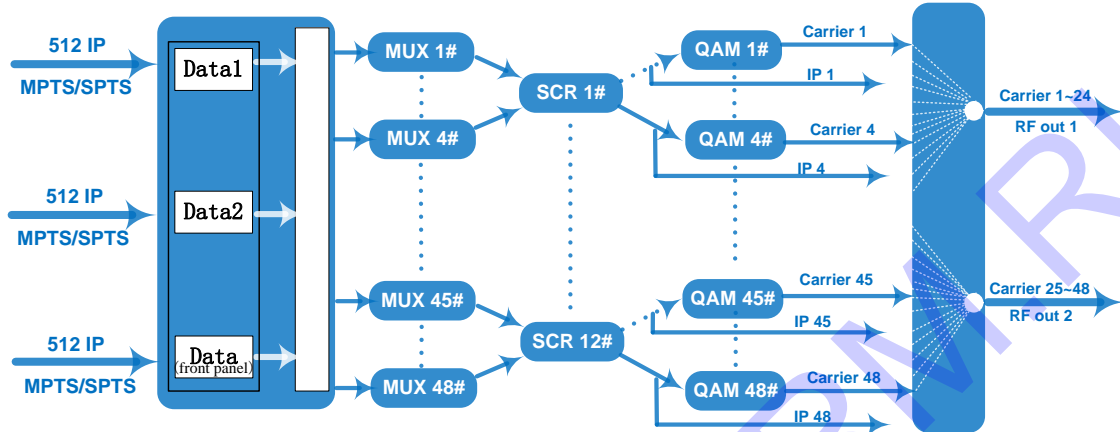 512 IP
MPTS/SPTS
512 IP
MPTS/SPTS
512 IP
MPTS/SPTS
Data1
Data2
Data
(front panel)
MUX 1#
MUX 4#
MUX 45#
MUX 48#
SCR 1#
SCR 12#
QAM 1#
QAM 4#
QAM 45#
QAM 48#
Carrier 1
IP 1
Carrier 4
IP 4
Carrier 45
IP 45
Carrier 48
IP 48
Carrier 1~24
RF out 1
Carrier 25~48
RF out 2